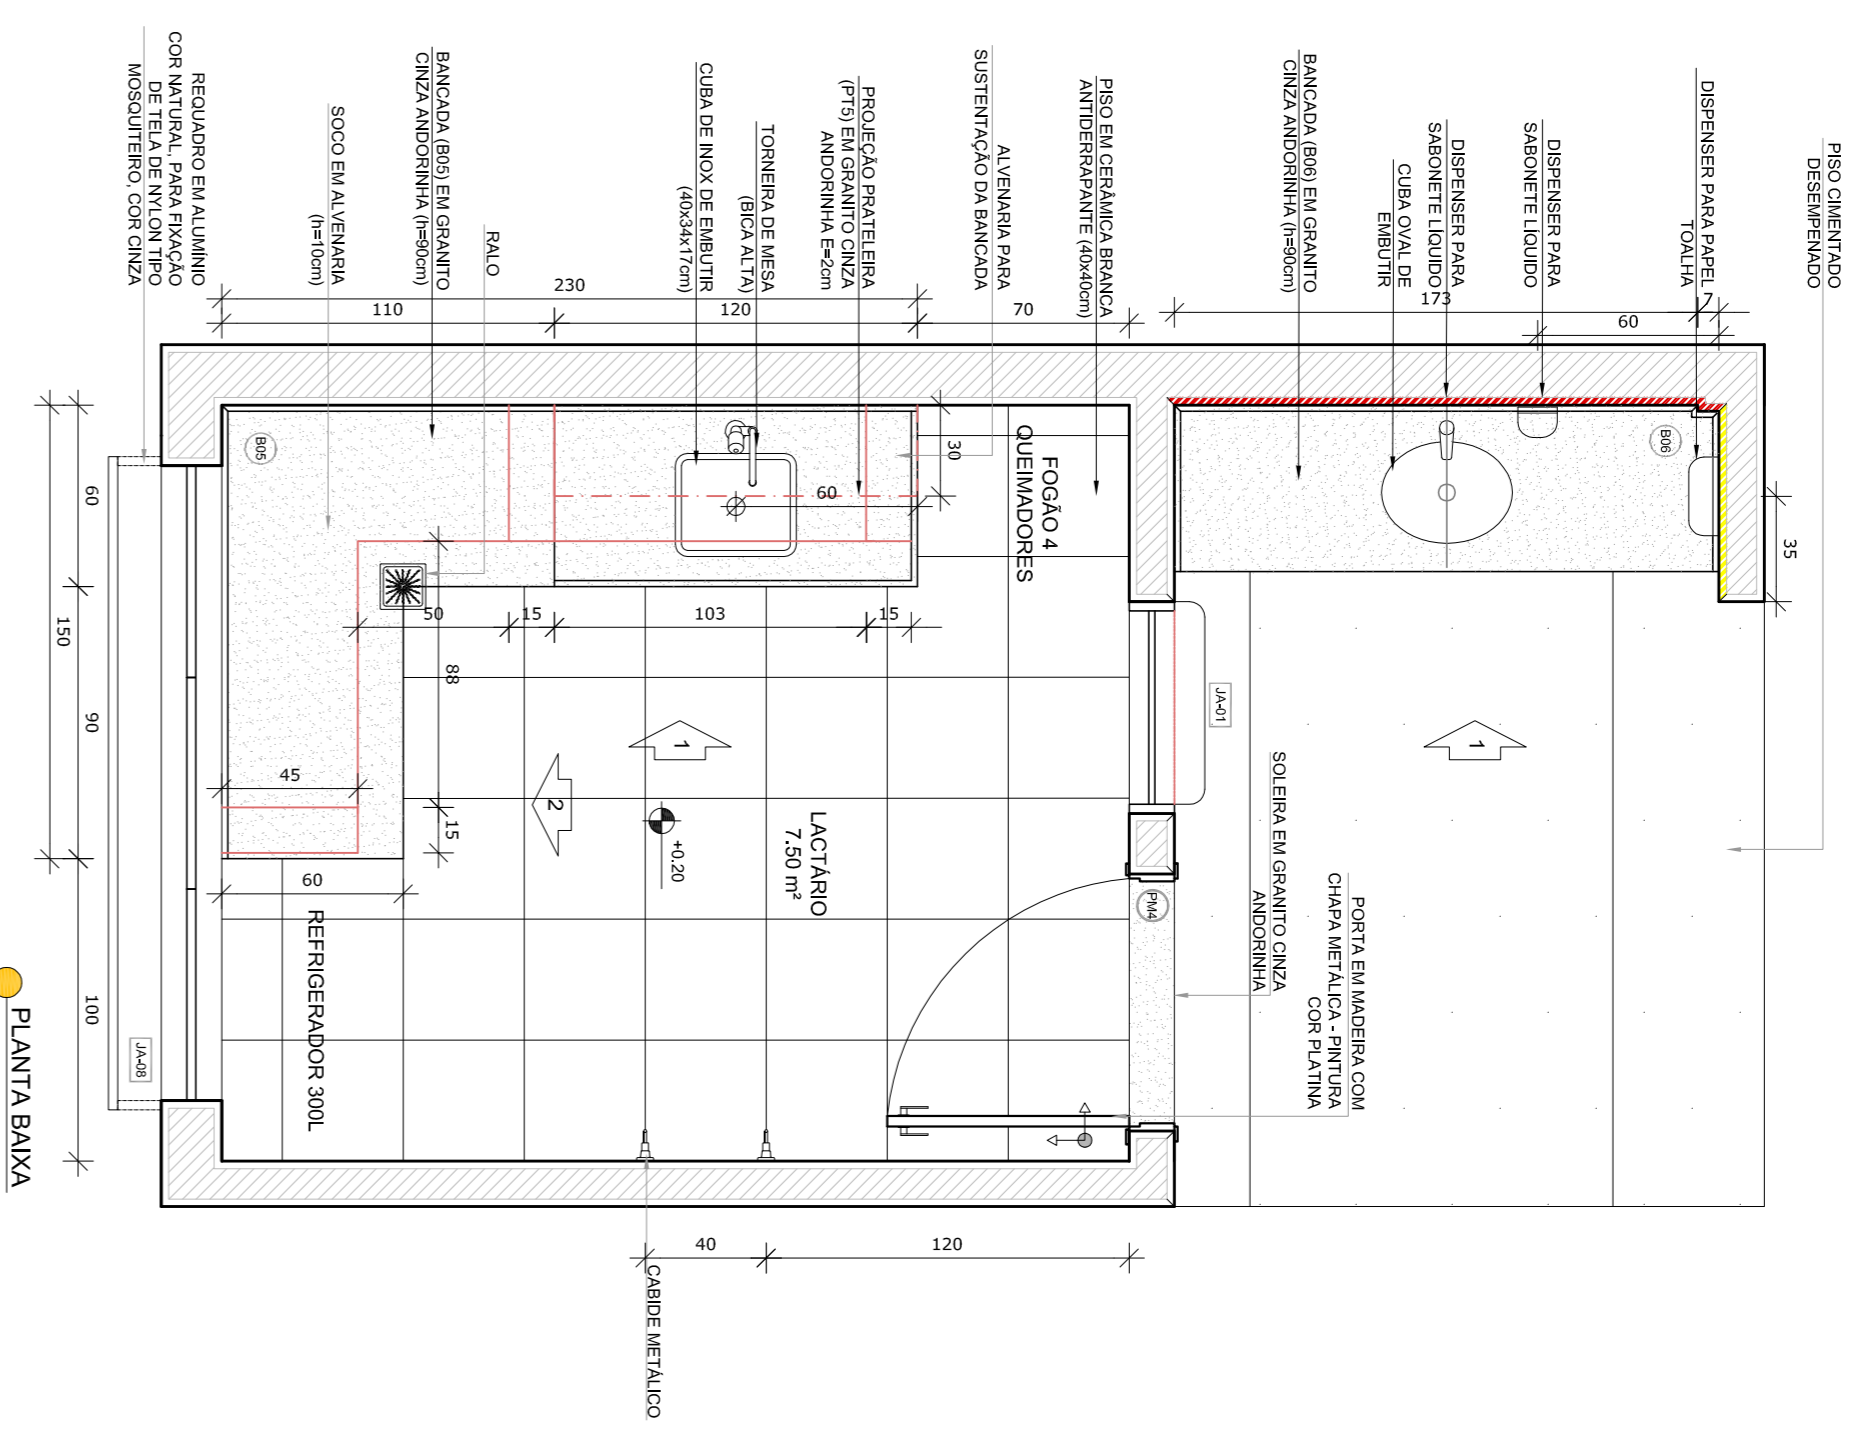 PISO CIMENTADO
DESEMPENADO
DISPENSER PARA PAPEL
TOALHA
DISPENSER PARA
SABONETE LÍQUIDO
DISPENSER PARA
SABONETE LÍQUIDO
CUBA OVAL DE
EMBUTIR
BANCADA (B06) EM GRANITO
CINZA ANDORINHA (h=90cm)
PISO EM CERÂMICA BRANCA
ANTIDERRAPANTE (40x40cm)
ALVENARIA PARA
SUSTENTAÇÃO DA BANCADA
PROJEÇÃO PRATELEIRA
(PT5) EM GRANITO CINZA
ANDORINHA E=2cm
TORNEIRA DE MESA
(BICA ALTA)
CUBA DE INOX DE EMBUTIR
(40x34x17cm)
RALO
BANCADA (B05) EM GRANITO
CINZA ANDORINHA (h=90cm)
SOCO EM ALVENARIA
(h=10cm)
REQUADRO EM ALUMÍNIO
COR NATURAL, PARA FIXAÇÃO
DE TELA DE NYLON TIPO
MOSQUITEIRO, COR CINZA
230
110
120
70
173
7
60
35
B06
B05
30
60
FOGÃO 4
QUEIMADORES
50
15
103
15
88
15
45
60
60
150
90
100
JA-01
1
1
2
+0.20
LACTÁRIO
7.50 m²
PM4
SOLEIRA EM GRANITO CINZA
ANDORINHA
PORTA EM MADEIRA COM
CHAPA METÁLICA - PINTURA
COR PLATINA
REFRIGERADOR 300L
JA-08
40
120
CABIDE METÁLICO
PLANTA BAIXA